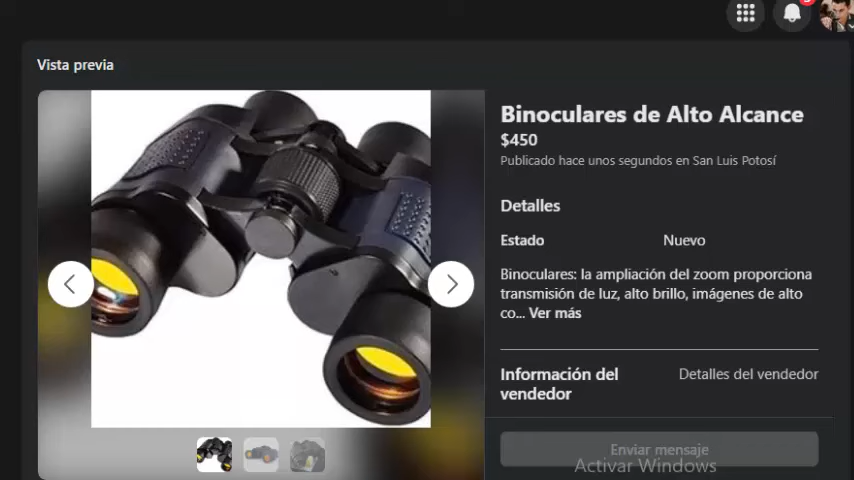 Vista previa
Binoculares de Alto Alcance
$450
Publicado hace unos segundos en San Luis Potosí
Detalles
Estado Nuevo
Binoculares: la ampliación del zoom proporciona
transmisión de luz, alto brillo, imágenes de alto
co... Ver más
Información del vendedor
Detalles del vendedor
Enviar mensaje
Activar Windows